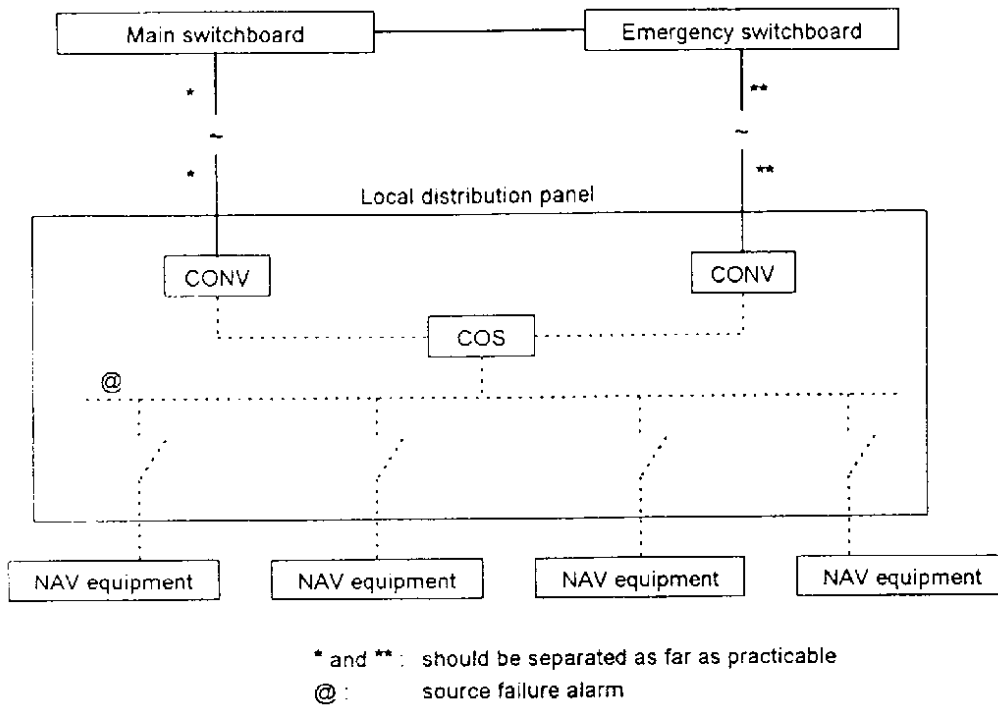 Main switchboard
Emergency switchboard
*
**
~
~
*
**
Local distribution panel
CONV
CONV
COS
@
NAV equipment
NAV equipment
NAV equipment
NAV equipment
* and ** : should be separated as far as practicable
@ : source failure alarm